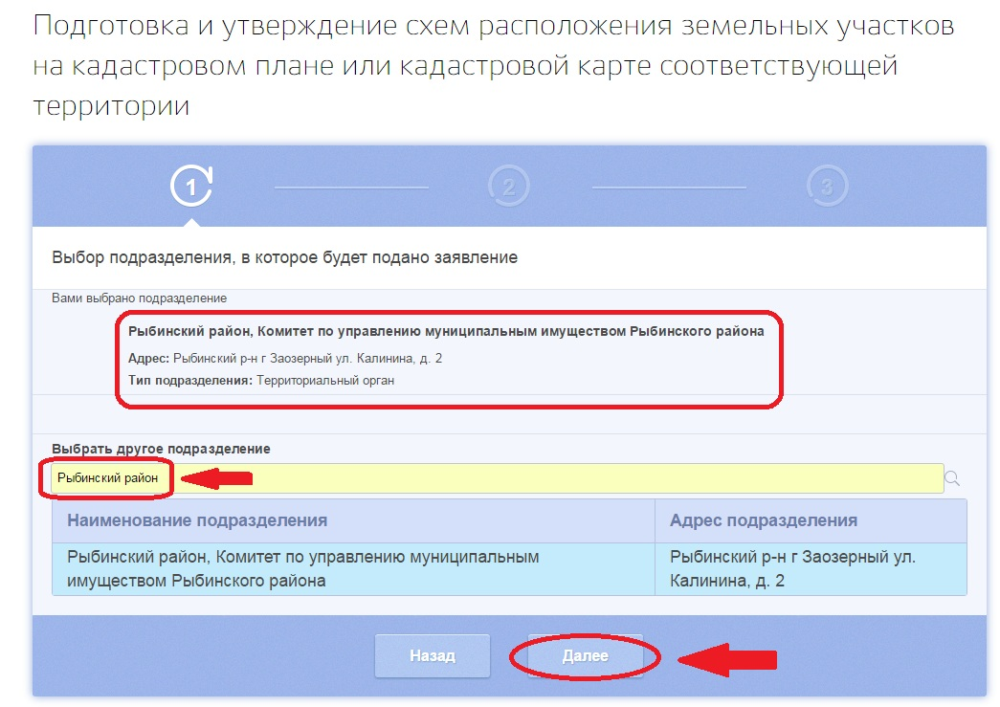 Подготовка и утверждение схем расположения земельных участков
на кадастровом плане или кадастровой карте соответствующей
территории
1
2
3
Выбор подразделения, в которое будет подано заявление
Вами выбрано подразделение
Рыбинский район, Комитет по управлению муниципальным имуществом Рыбинского района
Адрес: Рыбинский р-н г Заозерный ул. Калинина, д. 2
Тип подразделения: Территориальный орган
Выбрать другое подразделение
Рыбинский район
Наименование подразделения
Адрес подразделения
Рыбинский район, Комитет по управлению муниципальным
имуществом Рыбинского района
Рыбинский р-н г Заозерный ул.
Калинина, д. 2
Назад
Далее